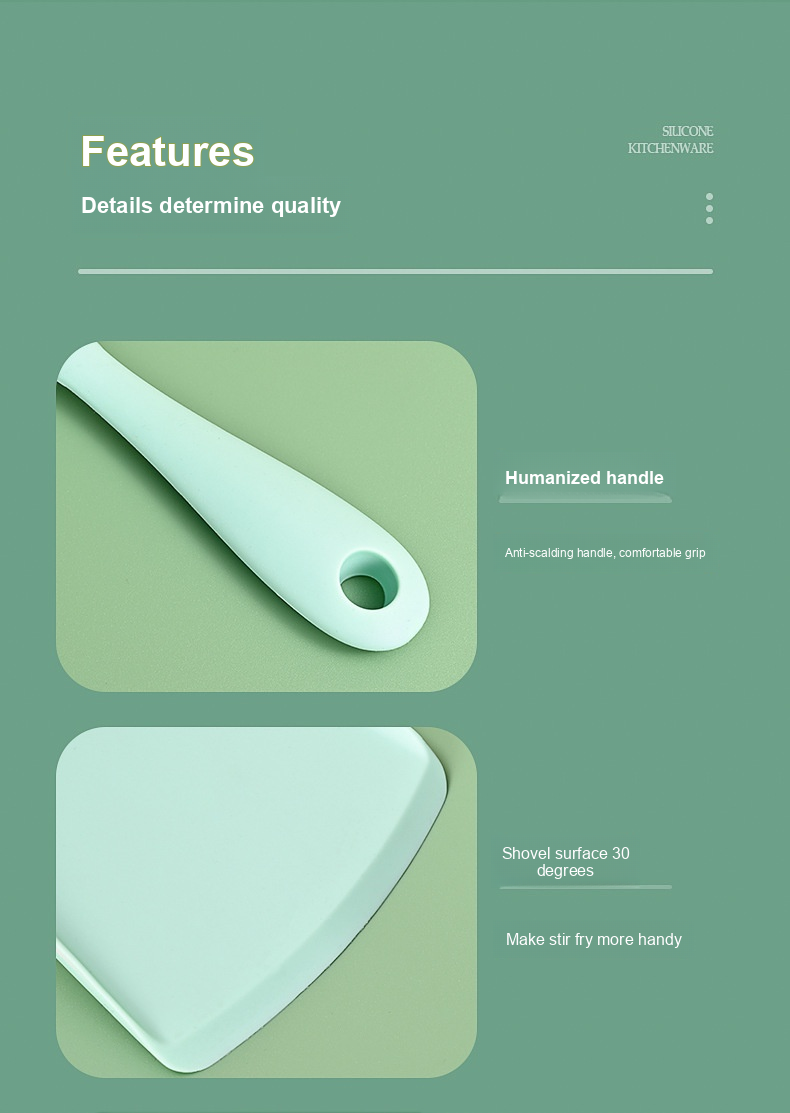 Features
Details determine quality
SILICONE
KITCHENWARE
Humanized handle
Anti-scalding handle, comfortable grip
Shovel surface 30
degrees
Make stir fry more handy